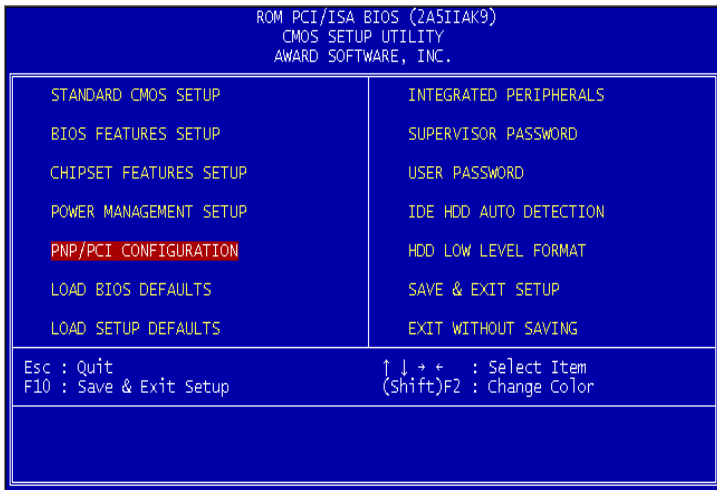 ROM PCI/ISA BIOS (2A5IIAK9)
CMOS SETUP UTILITY
AWARD SOFTWARE, INC.
STANDARD CMOS SETUP
BIOS FEATURES SETUP
CHIPSET FEATURES SETUP
POWER MANAGEMENT SETUP
PNP/PCI CONFIGURATION
LOAD BIOS DEFAULTS
LOAD SETUP DEFAULTS
INTEGRATED PERIPHERALS
SUPERVISOR PASSWORD
USER PASSWORD
IDE HDD AUTO DETECTION
HDD LOW LEVEL FORMAT
SAVE & EXIT SETUP
EXIT WITHOUT SAVING
Esc : Quit
F10 : Save & Exit Setup
↑ ↓ → ← : Select Item
(Shift)F2 : Change Color